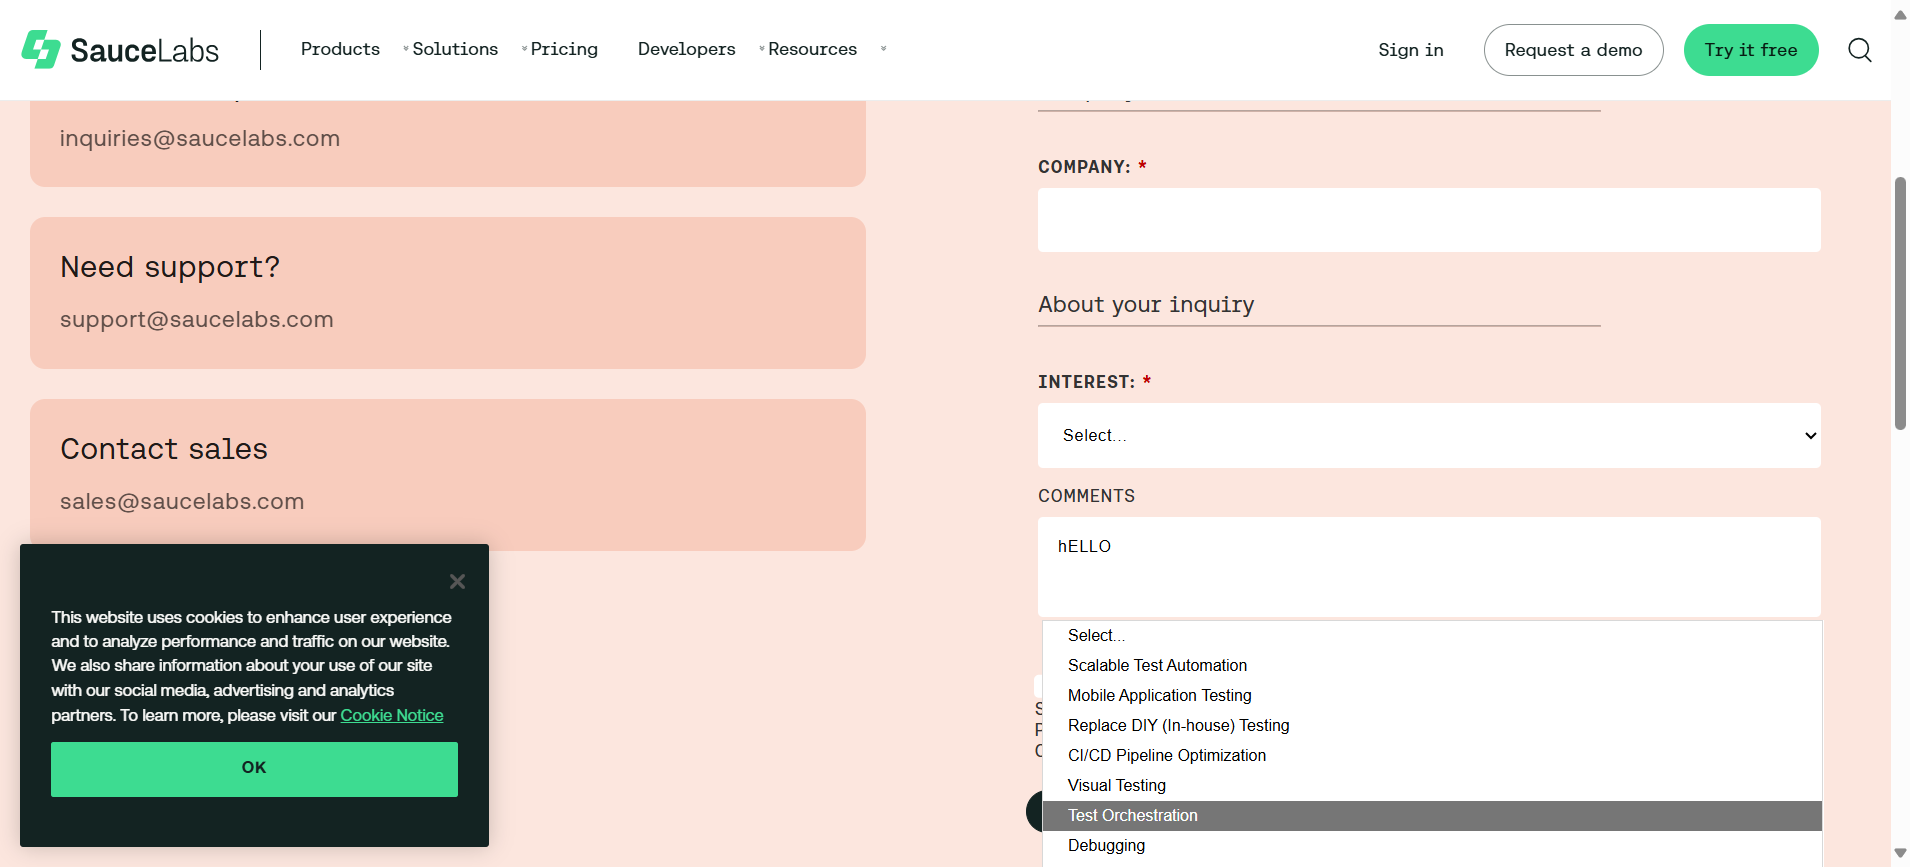 SauceLabs
Products
Solutions
Pricing
Developers
Resources
Sign in
Request a demo
Try it free
inquiries@saucelabs.com
Need support?
support@saucelabs.com
Contact sales
sales@saucelabs.com
COMPANY: *
About your inquiry
INTEREST: *
Select...
COMMENTS
hELLO
Select...
Scalable Test Automation
Mobile Application Testing
Replace DIY (In-house) Testing
CI/CD Pipeline Optimization
Visual Testing
Test Orchestration
Debugging
This website uses cookies to enhance user experience
and to analyze performance and traffic on our website.
We also share information about your use of our site
with our social media, advertising and analytics
partners. To learn more, please visit our Cookie Notice
OK